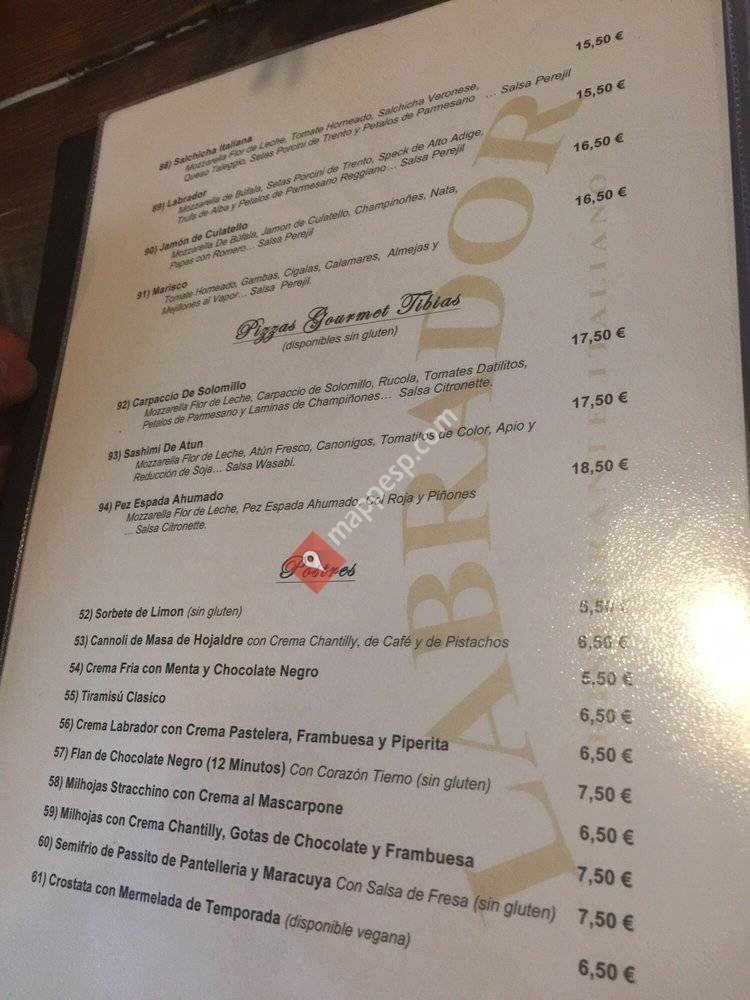 15,50 €
88) Salchicha Italiana
Mozzarella Flor de Leche, Tomate Horneado, Salchicha Veronese,
Queso Taleggio, Setas Porcini de Trento y Petalos de Parmesano ... Salsa Perejil
15,50 €
89) Labrador
Mozzarella de Búfala, Setas Porcini de Trento, Speck de Alto Adige,
Trufa de Alba y Petalos de Parmesano Reggiano... Salsa Perejil
16,50 €
90) Jamón de Culatello
Mozzarella De Búfala, Jamon de Culatello, Champinoñes, Nata,
Papas con Romero... Salsa Perejil
16,50 €
91) Marisco
Tomate Horneado, Gambas, Cigalas, Calamares, Almejas y
Mejillones al Vapor... Salsa Perejil.
Pizzas Gourmet Tibias
(disponibles sin gluten)
17,50 €
92) Carpaccio De Solomillo
Mozzarella Flor de Leche, Carpaccio de Solomillo, Rucola, Tomates Datilitos,
Petalos de Parmesano y Laminas de Champiñones... Salsa Citronette.
17,50 €
93) Sashimi De Atun
Mozzarella Flor de Leche, Atún Fresco, Canonigos, Tomatitos de Color, Apio y
Reducción de Soja... Salsa Wasabi.
18,50 €
94) Pez Espada Ahumado
Mozzarella Flor de Leche, Pez Espada Ahumado, Col Roja y Piñones
... Salsa Citronette.
Postres
52) Sorbete de Limon (sin gluten) 6,50 €
53) Cannoli de Masa de Hojaldre con Crema Chantilly, de Café y de Pistachos 6,50 €
54) Crema Fria con Menta y Chocolate Negro 5,50 €
55) Tiramisú Clasico 6,50 €
56) Crema Labrador con Crema Pastelera, Frambuesa y Piperita 6,50 €
57) Flan de Chocolate Negro (12 Minutos) Con Corazón Tierno (sin gluten) 7,50 €
58) Milhojas Stracchino con Crema al Mascarpone 6,50 €
59) Milhojas con Crema Chantilly, Gotas de Chocolate y Frambuesa 7,50 €
60) Semifrio de Passito de Pantelleria y Maracuya Con Salsa de Fresa (sin gluten) 7,50 €
61) Crostata con Mermelada de Temporada (disponible vegana) 6,50 €
LABRADOR
mappesp.com